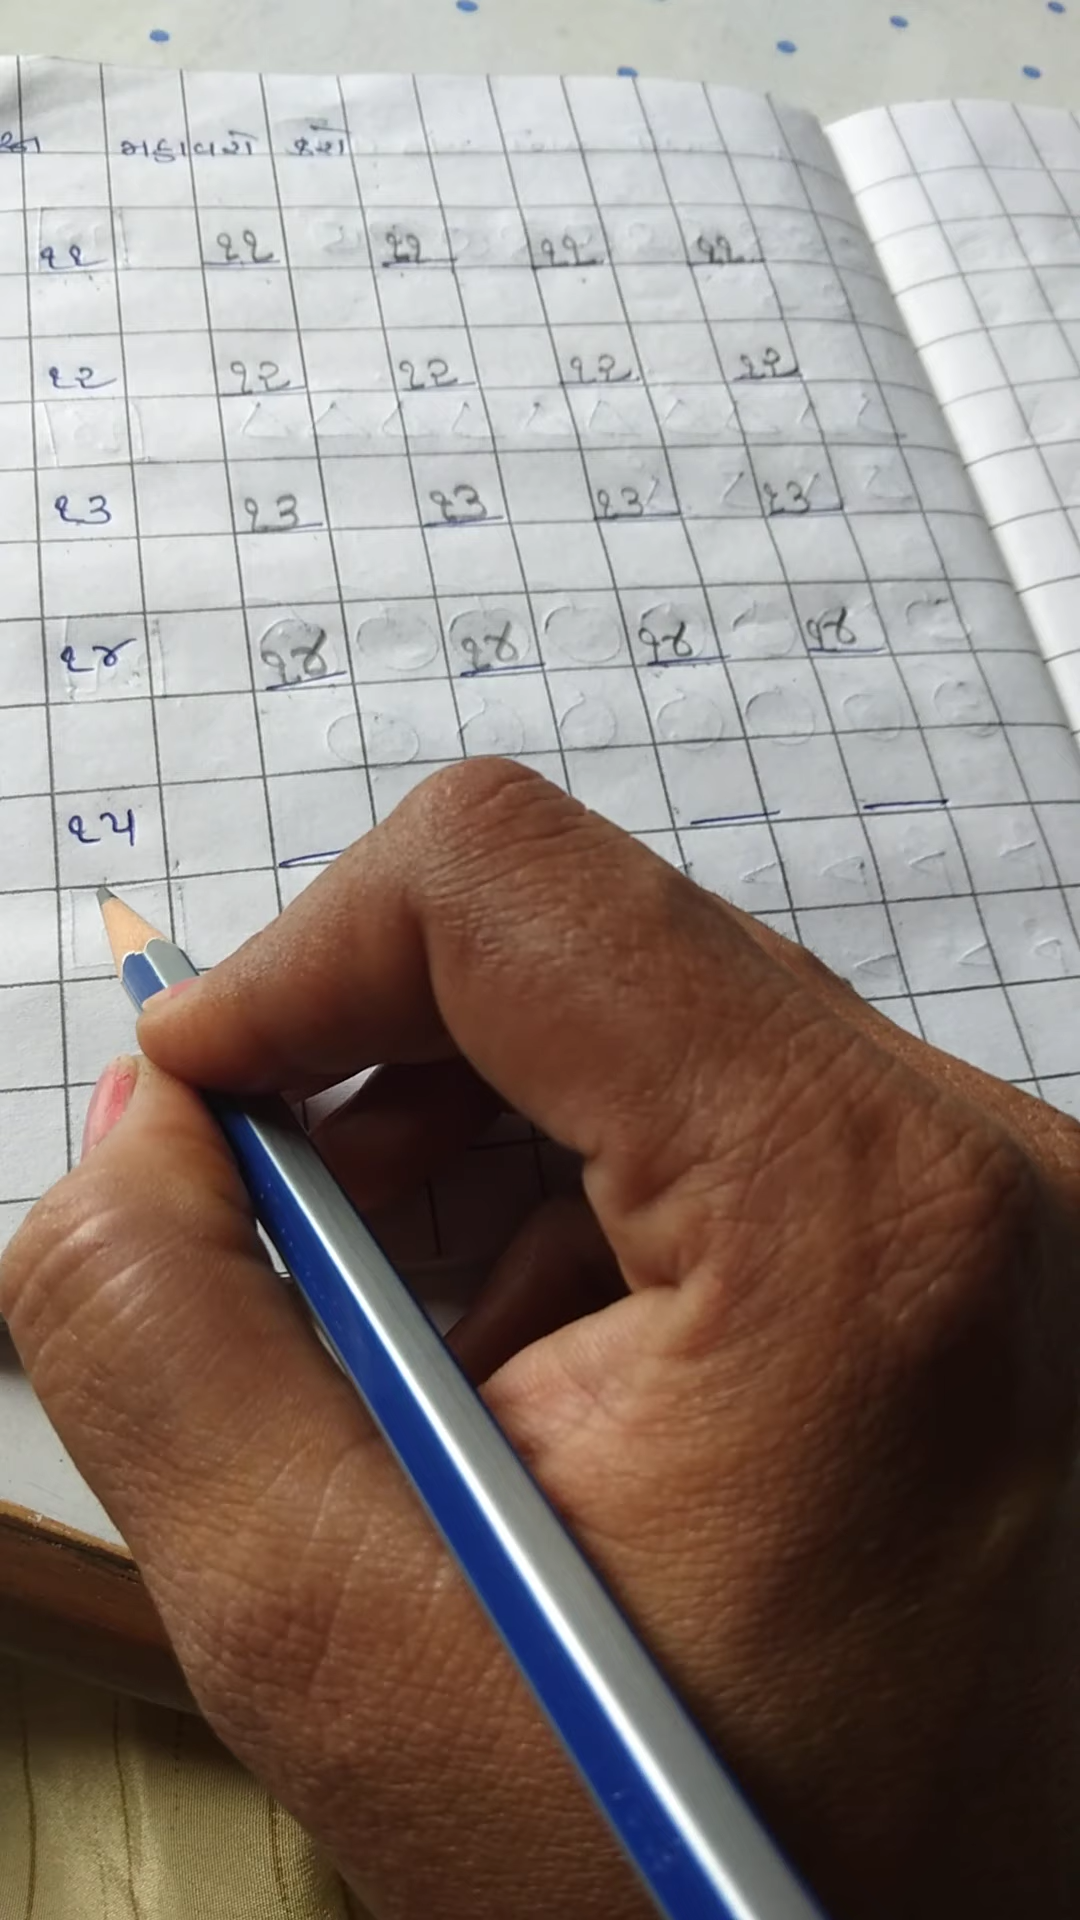 મહાવરો કરો
૧૧ ૧૧ ૧૧ ૧૧ ૧૧
૧૨ ૧૨ ૧૨ ૧૨ ૧૨
૧૩ ૧૩ ૧૩ ૧૩ ૧૩
૧૪ ૧૪ ૧૪ ૧૪ ૧૪
૧૫